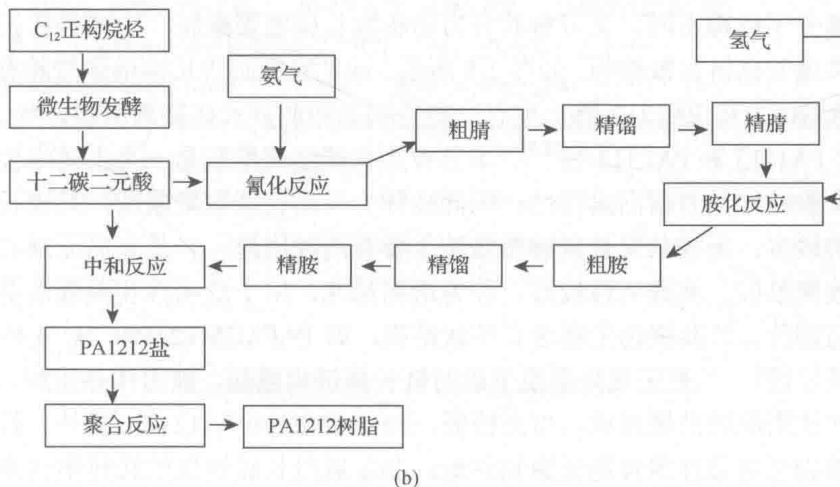 C₁₂正构烷烃
氢气
微生物发酵
氨气
粗腈
精馏
精腈
十二碳二元酸
氰化反应
胺化反应
中和反应
精胺
精馏
粗胺
PA1212盐
聚合反应
PA1212树脂
(b)